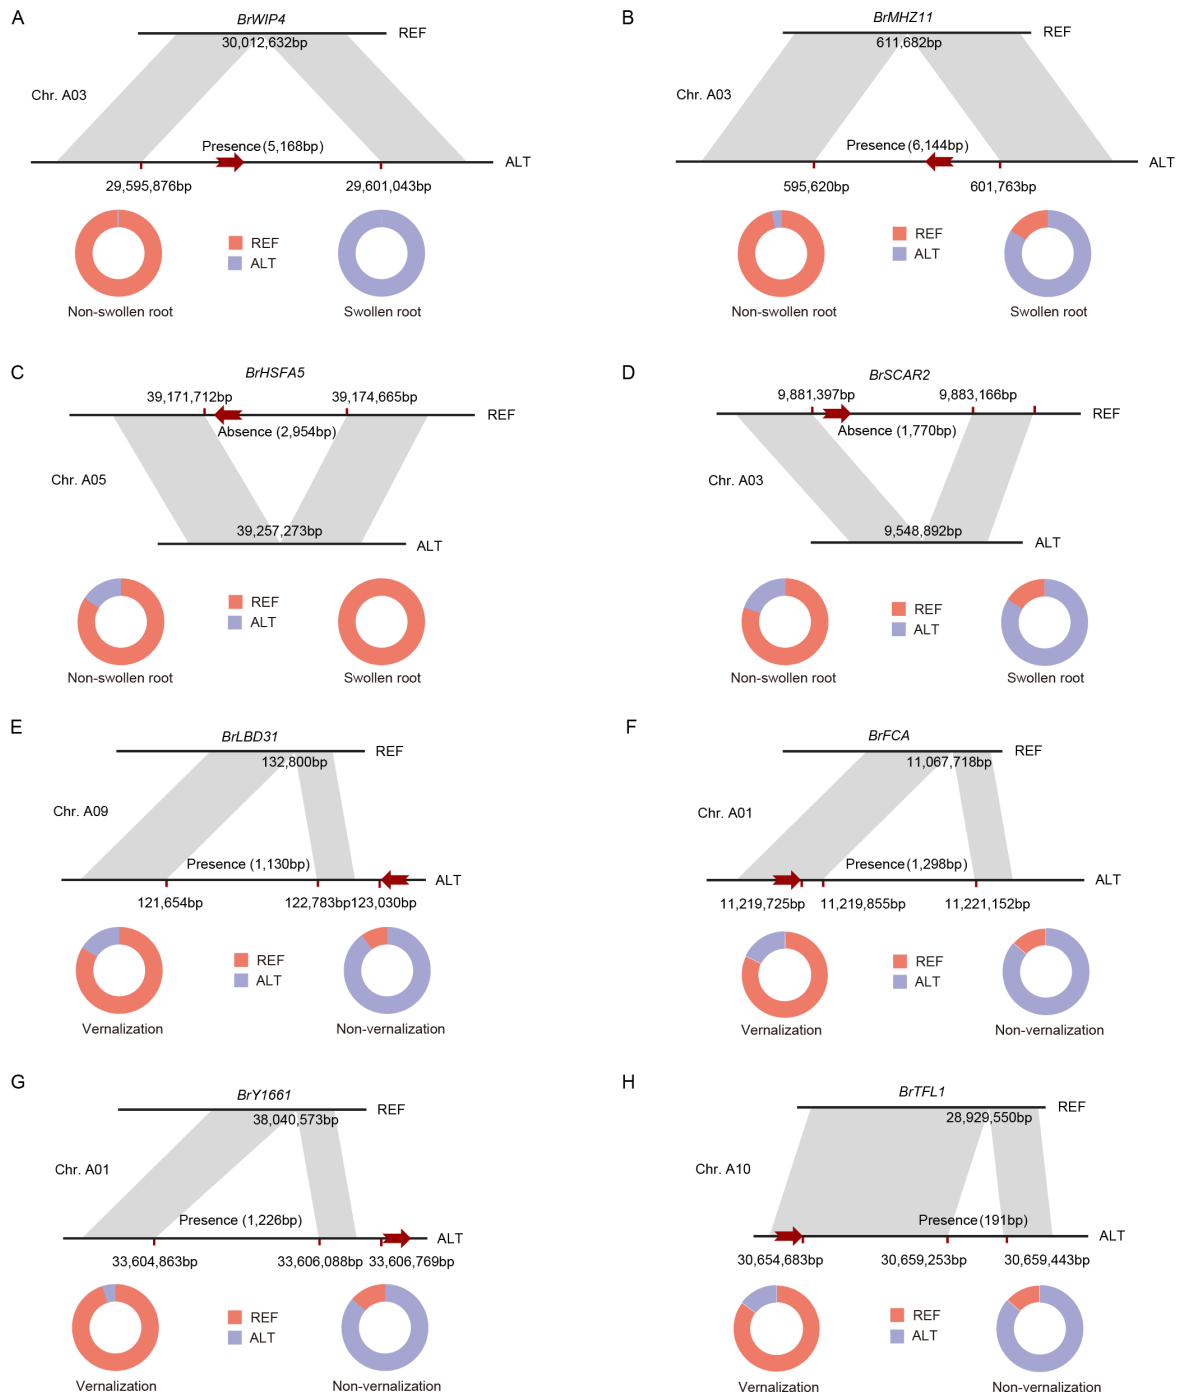 A
BrWIP4
REF
30,012,632bp
Chr. A03
Presence (5,168bp)
ALT
29,595,876bp
29,601,043bp
REF
ALT
Non-swollen root
Swollen root
B
BrMHZ11
REF
611,682bp
Chr. A03
Presence (6,144bp)
ALT
595,620bp
601,763bp
REF
ALT
Non-swollen root
Swollen root
C
BrHSFA5
39,171,712bp
39,174,665bp
REF
Absence (2,954bp)
Chr. A05
39,257,273bp
ALT
REF
ALT
Non-swollen root
Swollen root
D
BrSCAR2
9,881,397bp
9,883,166bp
REF
Absence (1,770bp)
Chr. A03
9,548,892bp
ALT
REF
ALT
Non-swollen root
Swollen root
E
BrLBD31
REF
132,800bp
Chr. A09
Presence (1,130bp)
ALT
121,654bp
122,783bp
123,030bp
REF
ALT
Vernalization
Non-vernalization
F
BrFCA
REF
11,067,718bp
Chr. A01
Presence (1,298bp)
ALT
11,219,725bp
11,219,855bp
11,221,152bp
REF
ALT
Vernalization
Non-vernalization
G
BrY1661
REF
38,040,573bp
Chr. A01
Presence (1,226bp)
ALT
33,604,863bp
33,606,088bp
33,606,769bp
REF
ALT
Vernalization
Non-vernalization
H
BrTFL1
REF
28,929,550bp
Chr. A10
Presence (191bp)
ALT
30,654,683bp
30,659,253bp
30,659,443bp
REF
ALT
Vernalization
Non-vernalization